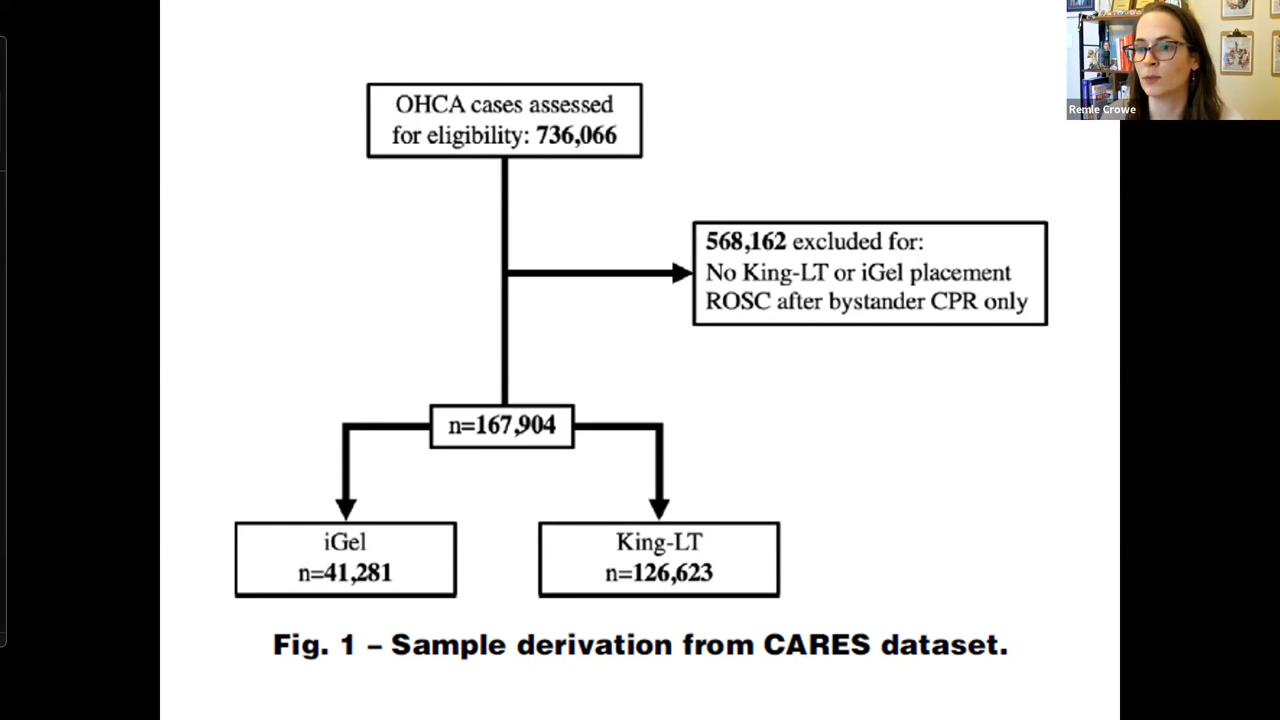 OHCA cases assessed
for eligibility: 736,066
568,162 excluded for:
No King-LT or iGel placement
ROSC after bystander CPR only
n=167,904
iGel
n=41,281
King-LT
n=126,623
Fig. 1 – Sample derivation from CARES dataset.
Remle Crowe